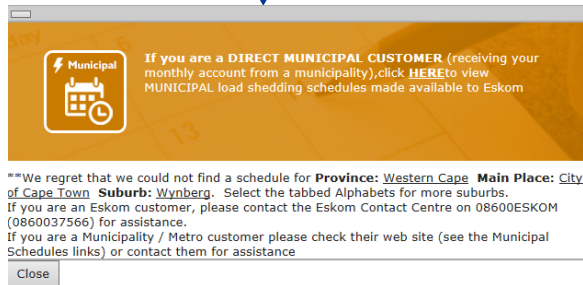 Municipal
If you are a DIRECT MUNICIPAL CUSTOMER (receiving your
monthly account from a municipality),click HEREto view
MUNICIPAL load shedding schedules made available to Eskom
day
6
13
**We regret that we could not find a schedule for Province: Western Cape Main Place: City
of Cape Town Suburb: Wynberg. Select the tabbed Alphabets for more suburbs.
If you are an Eskom customer, please contact the Eskom Contact Centre on 08600ESKOM
(0860037566) for assistance.
If you are a Municipality / Metro customer please check their web site (see the Municipal
Schedules links) or contact them for assistance
Close